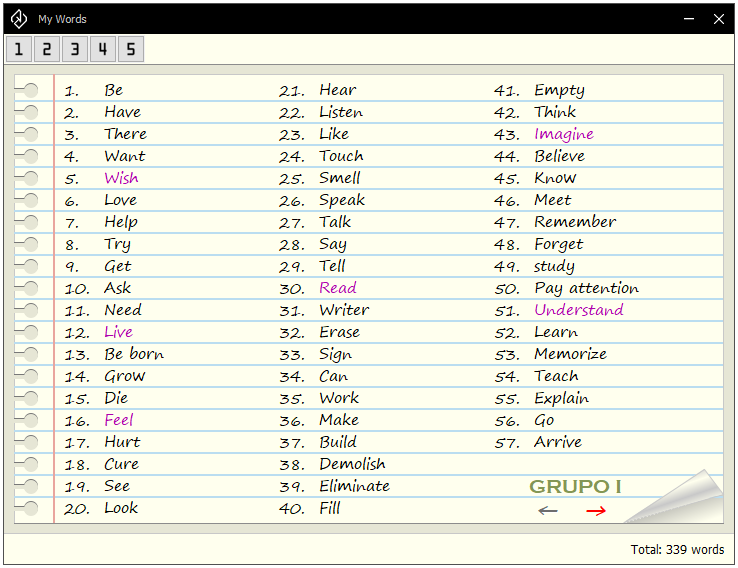 My Words
1 2 3 4 5
1. Be
2. Have
3. There
4. Want
5. Wish
6. Love
7. Help
8. Try
9. Get
10. Ask
11. Need
12. Live
13. Be born
14. Grow
15. Die
16. Feel
17. Hurt
18. Cure
19. See
20. Look
21. Hear
22. Listen
23. Like
24. Touch
25. Smell
26. Speak
27. Talk
28. Say
29. Tell
30. Read
31. Writer
32. Erase
33. Sign
34. Can
35. Work
36. Make
37. Build
38. Demolish
39. Eliminate
40. Fill
41. Empty
42. Think
43. Imagine
44. Believe
45. Know
46. Meet
47. Remember
48. Forget
49. study
50. Pay attention
51. Understand
52. Learn
53. Memorize
54. Teach
55. Explain
56. Go
57. Arrive
GRUPO I
Total: 339 words